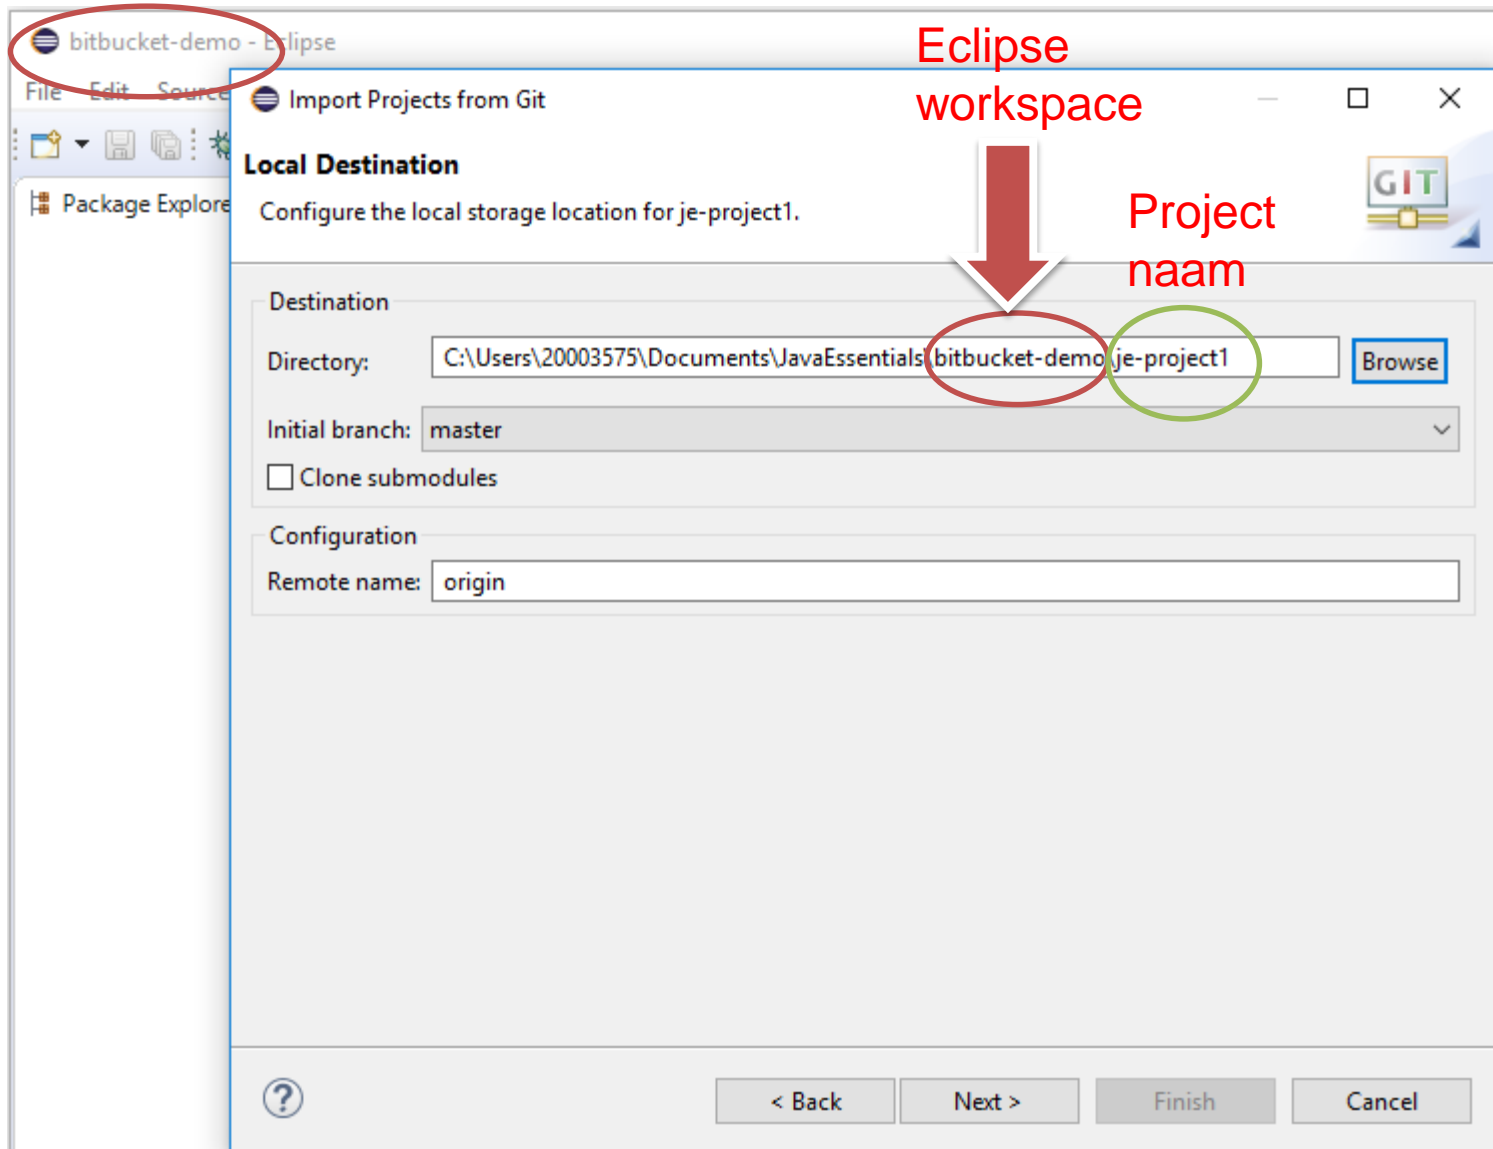 bitbucket-demo - Eclipse
Eclipse
workspace
File Edit Source
Import Projects from Git
Local Destination
Configure the local storage location for je-project1.
GIT
Package Explore
Project
naam
Destination
Directory: C:\Users\20003575\Documents\JavaEssentials\bitbucket-demo\je-project1 Browse
Initial branch: master
Clone submodules
Configuration
Remote name: origin
? < Back Next > Finish Cancel